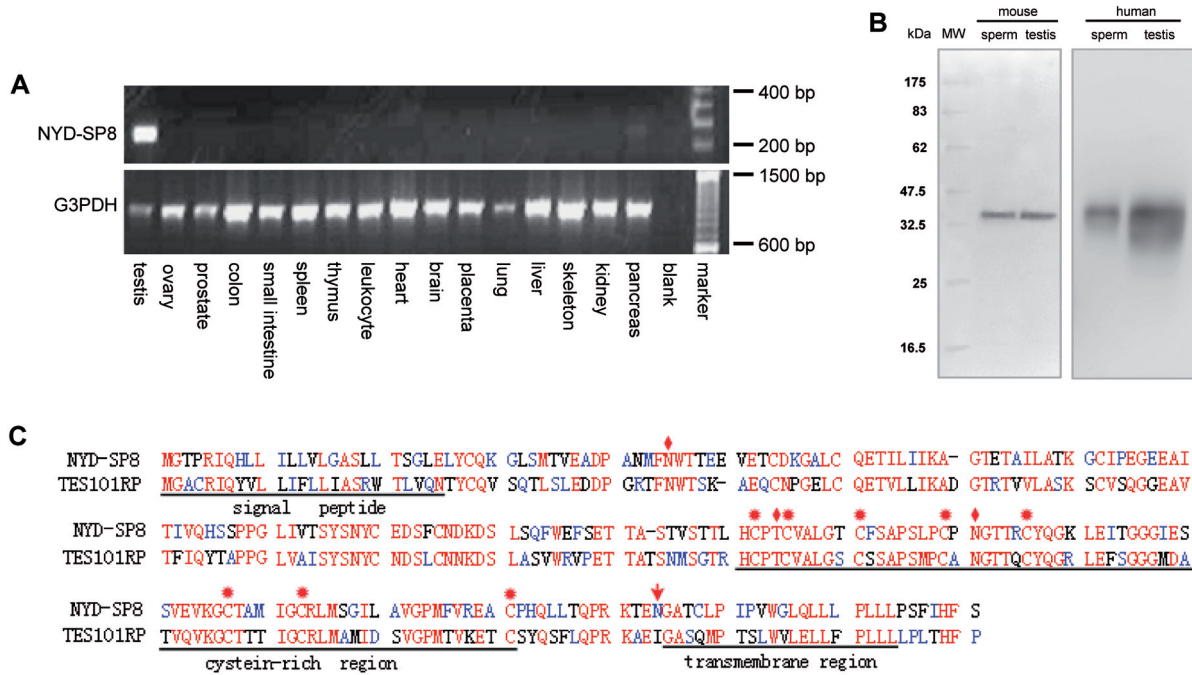 A
NYD-SP8
400 bp
200 bp
G3PDH
1500 bp
600 bp
testis
ovary
prostate
colon
small intestine
spleen
thymus
leukocyte
heart
brain
placenta
lung
liver
skeleton
kidney
pancreas
blank
marker
B
mouse human
kDa MW sperm testis sperm testis
175
83
62
47.5
32.5
25
16.5
C
NYD-SP8 MGTPRIQHLL ILLVLGASLL TSGLELYCQK GLSMTVEADP ANMFNWTTEE VETCDKGALC QETILIIKA- GTETAILATK GCIPEGEEAI
TES101RP MGACRIQYVL LIFLLIASRW TLVQNTYCQV SQTLSLEDDP GRTFNWTSK- AEQCNPGELC QETVLLIKAD GTRTVVLASK SCVSQGGEAV
signal peptide
NYD-SP8 TIVQHSSPPG LIVTSYSNYC EDSFCNDKDS LSQFWEFSET TA-STVSTTL HCPTCVALGT CFSAPSLPCP NGTTRCYQGK LEITGGGIES
TES101RP TFIQYTAPPG LVAISYSNYC NDSLCNNKDS LASVWRVPET TATSNMSGTR HCPTCVALGS CSSAPSMPCA NGTTQCYQGR LEFSGGGMDA
NYD-SP8 SVEVKGCTAM IGCRLMSGIL AVGPMFVREA CPHQLLTQPR KTENGATCLP IPVWGLQLLL PLLLPSFIHF S
TES101RP TVQVKGCTTT IGCRLMAMID SVGPMTVKET CSYQSFLQPR KAEIGASQMP TSLWVLELLF PLLLLPLTHF P
cystein-rich region transmembrane region